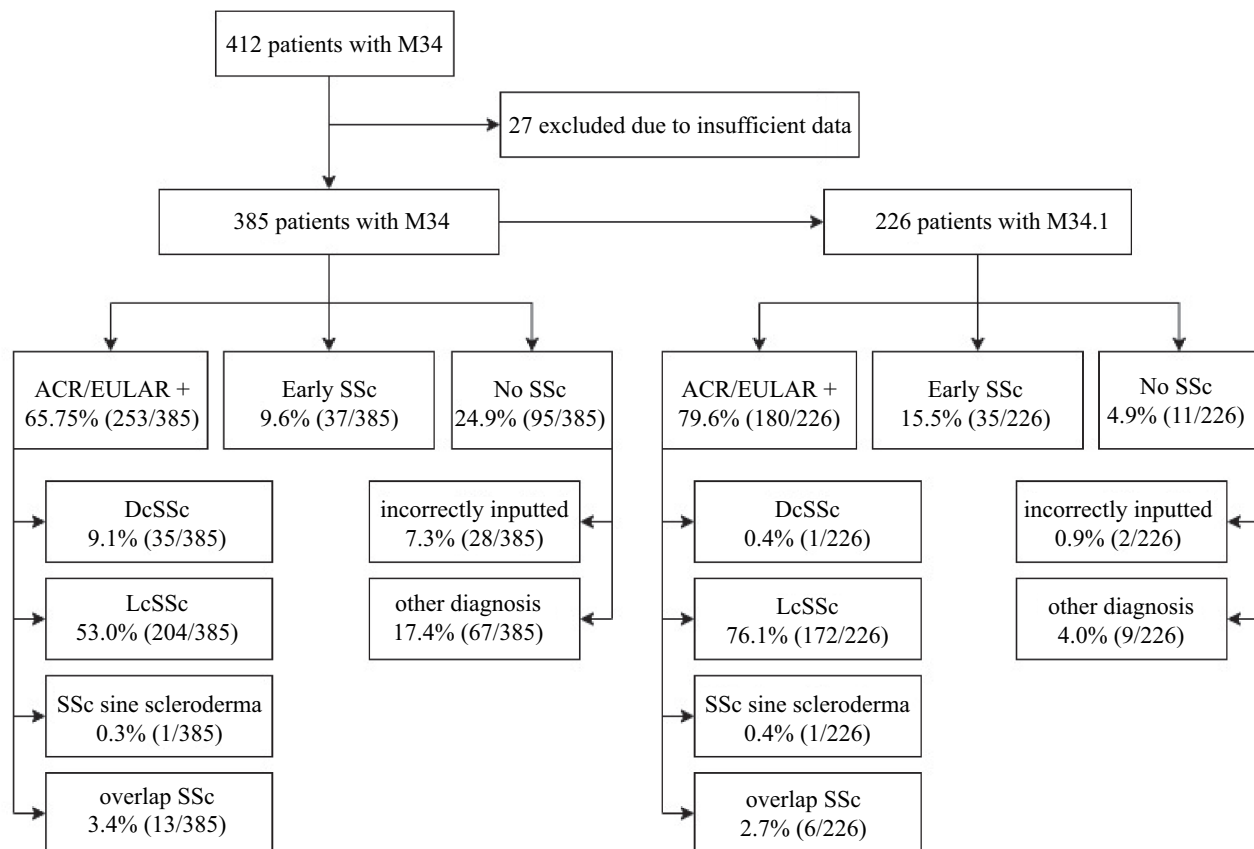 412 patients with M34
27 excluded due to insufficient data
385 patients with M34
226 patients with M34.1
ACR/EULAR +
65.75% (253/385)
Early SSc
9.6% (37/385)
No SSc
24.9% (95/385)
ACR/EULAR +
79.6% (180/226)
Early SSc
15.5% (35/226)
No SSc
4.9% (11/226)
DcSSc
9.1% (35/385)
incorrectly inputted
7.3% (28/385)
DcSSc
0.4% (1/226)
incorrectly inputted
0.9% (2/226)
LcSSc
53.0% (204/385)
other diagnosis
17.4% (67/385)
LcSSc
76.1% (172/226)
other diagnosis
4.0% (9/226)
SSc sine scleroderma
0.3% (1/385)
SSc sine scleroderma
0.4% (1/226)
overlap SSc
3.4% (13/385)
overlap SSc
2.7% (6/226)